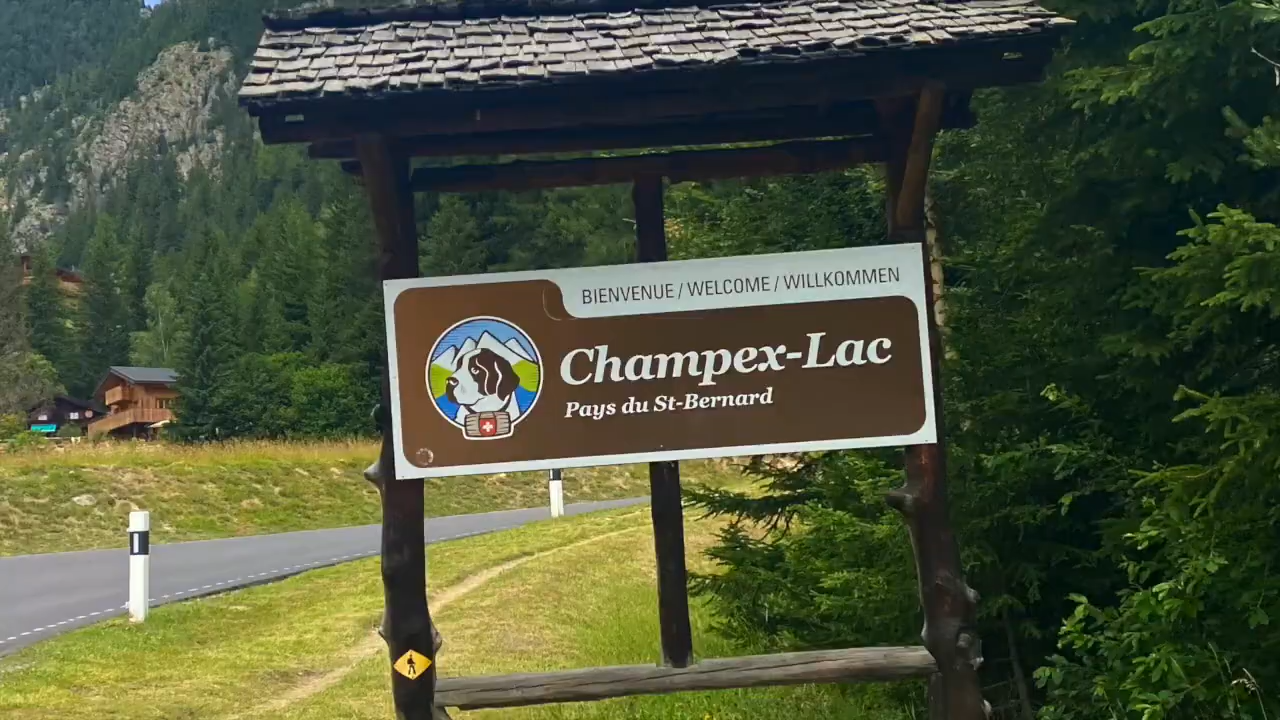 BIENVENUE / WELCOME / WILLKOMMEN
Champex-Lac
Pays du St-Bernard